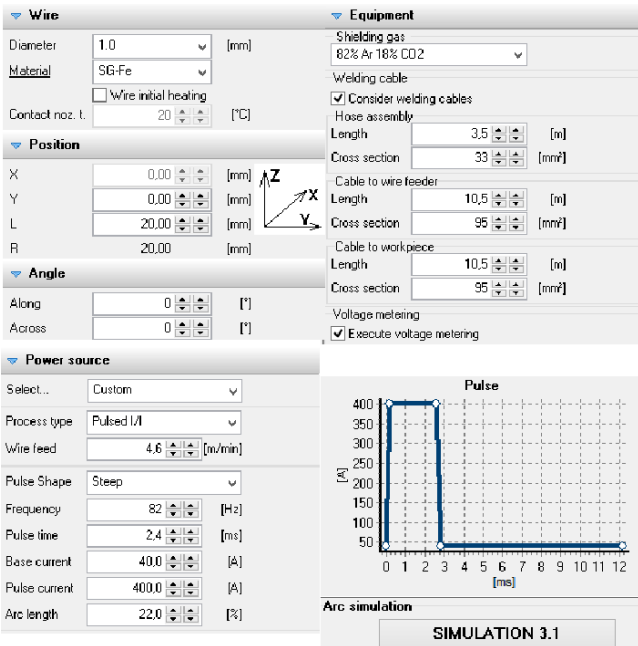 Wire
Diameter 1.0 [mm]
Material SG-Fe
Wire initial heating
Contact noz. t. 20 [°C]
Position
X 0,00 [mm]
Y 0,00 [mm]
L 20,00 [mm]
R 20,00 [mm]
Z
X
Y
Angle
Along 0 [°]
Across 0 [°]
Equipment
Shielding gas
82% Ar 18% CO2
Welding cable
Consider welding cables
Hose assembly
Length 3,5 [m]
Cross section 33 [mm²]
Cable to wire feeder
Length 10,5 [m]
Cross section 95 [mm²]
Cable to workpiece
Length 10,5 [m]
Cross section 95 [mm²]
Voltage metering
Execute voltage metering
Power source
Select... Custom
Process type Pulsed I/I
Wire feed 4,6 [m/min]
Pulse Shape Steep
Frequency 82 [Hz]
Pulse time 2,4 [ms]
Base current 40,0 [A]
Pulse current 400,0 [A]
Arc length 22,0 [%]
Pulse
400
350
300
250
200
150
100
50
[A]
0 1 2 3 4 5 6 7 8 9 10 11 12
[ms]
Arc simulation
SIMULATION 3.1